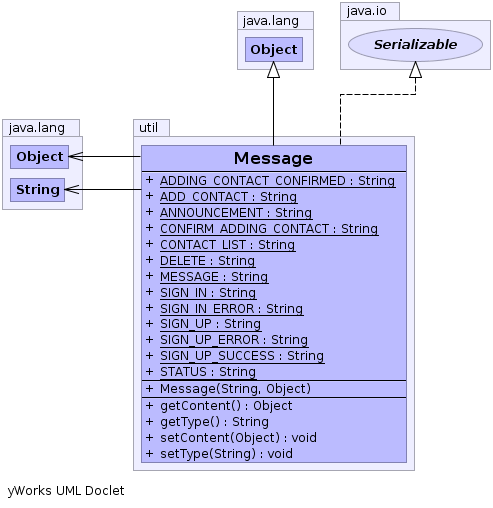 java.lang
Object
java.io
Serializable
java.lang
Object
String
util
Message
+ ADDING_CONTACT_CONFIRMED : String
+ ADD_CONTACT : String
+ ANNOUNCEMENT : String
+ CONFIRM_ADDING_CONTACT : String
+ CONTACT_LIST : String
+ DELETE : String
+ MESSAGE : String
+ SIGN_IN : String
+ SIGN_IN_ERROR : String
+ SIGN_UP : String
+ SIGN_UP_ERROR : String
+ SIGN_UP_SUCCESS : String
+ STATUS : String
+ Message(String, Object)
+ getContent() : Object
+ getType() : String
+ setContent(Object) : void
+ setType(String) : void
yWorks UML Doclet